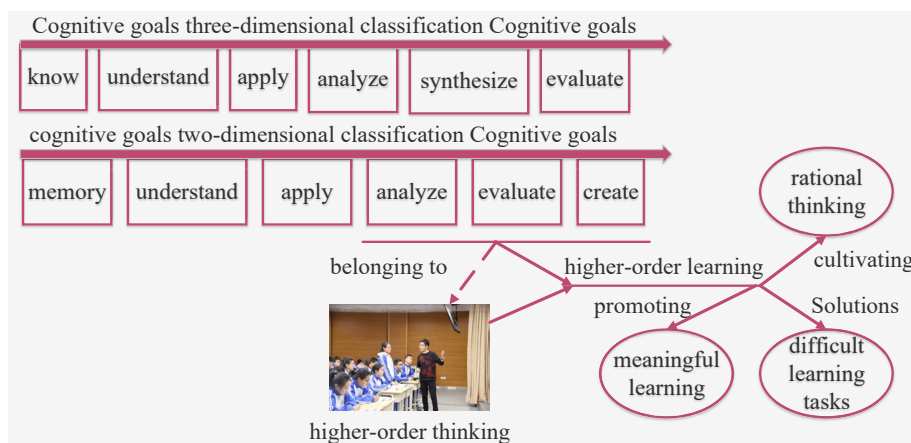 Cognitive goals three-dimensional classification Cognitive goals
know understand apply analyze synthesize evaluate
cognitive goals two-dimensional classification Cognitive goals
memory understand apply analyze evaluate create
rational
thinking
belonging to
higher-order learning
cultivating
promoting
Solutions
meaningful
learning
difficult
learning
tasks
higher-order thinking